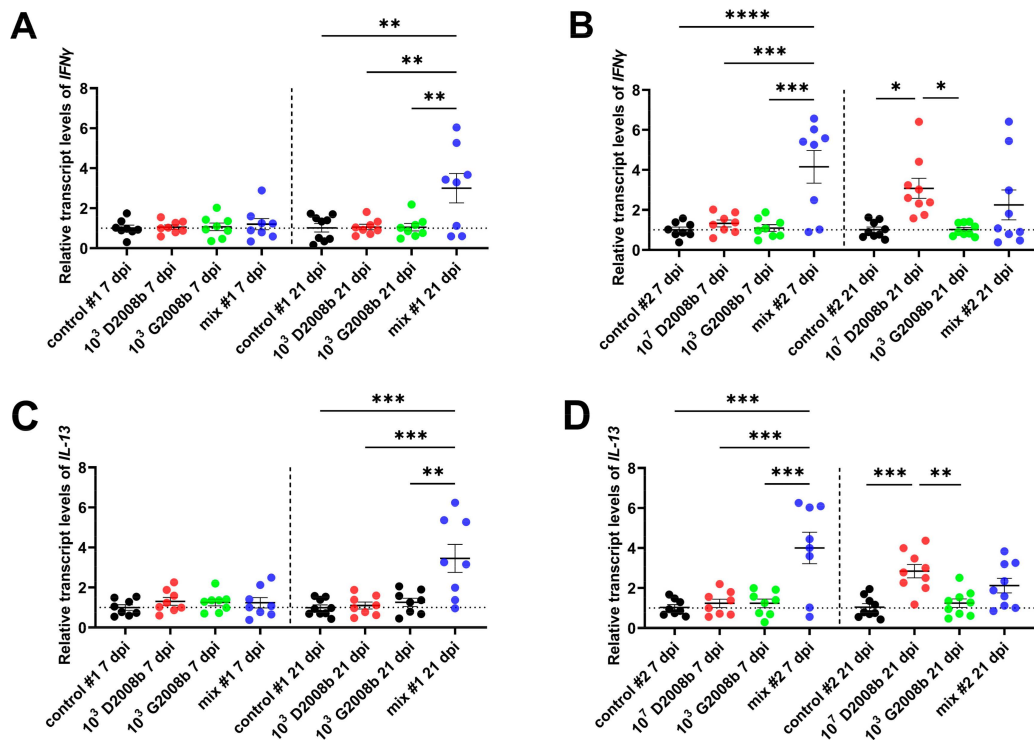 A
Relative transcript levels of IFNγ
8
6
4
2
0
**
**
**
control #1 7 dpi
10³ D2008b 7 dpi
10³ G2008b 7 dpi
mix #1 7 dpi
control #1 21 dpi
10³ D2008b 21 dpi
10³ G2008b 21 dpi
mix #1 21 dpi
B
Relative transcript levels of IFNγ
8
6
4
2
0
****
***
***
*
*
control #2 7 dpi
10⁷ D2008b 7 dpi
10³ G2008b 7 dpi
mix #2 7 dpi
control #2 21 dpi
10⁷ D2008b 21 dpi
10³ G2008b 21 dpi
mix #2 21 dpi
C
Relative transcript levels of IL-13
8
6
4
2
0
***
***
**
control #1 7 dpi
10³ D2008b 7 dpi
10³ G2008b 7 dpi
mix #1 7 dpi
control #1 21 dpi
10³ D2008b 21 dpi
10³ G2008b 21 dpi
mix #1 21 dpi
D
Relative transcript levels of IL-13
8
6
4
2
0
***
***
***
***
**
control #2 7 dpi
10⁷ D2008b 7 dpi
10³ G2008b 7 dpi
mix #2 7 dpi
control #2 21 dpi
10⁷ D2008b 21 dpi
10³ G2008b 21 dpi
mix #2 21 dpi